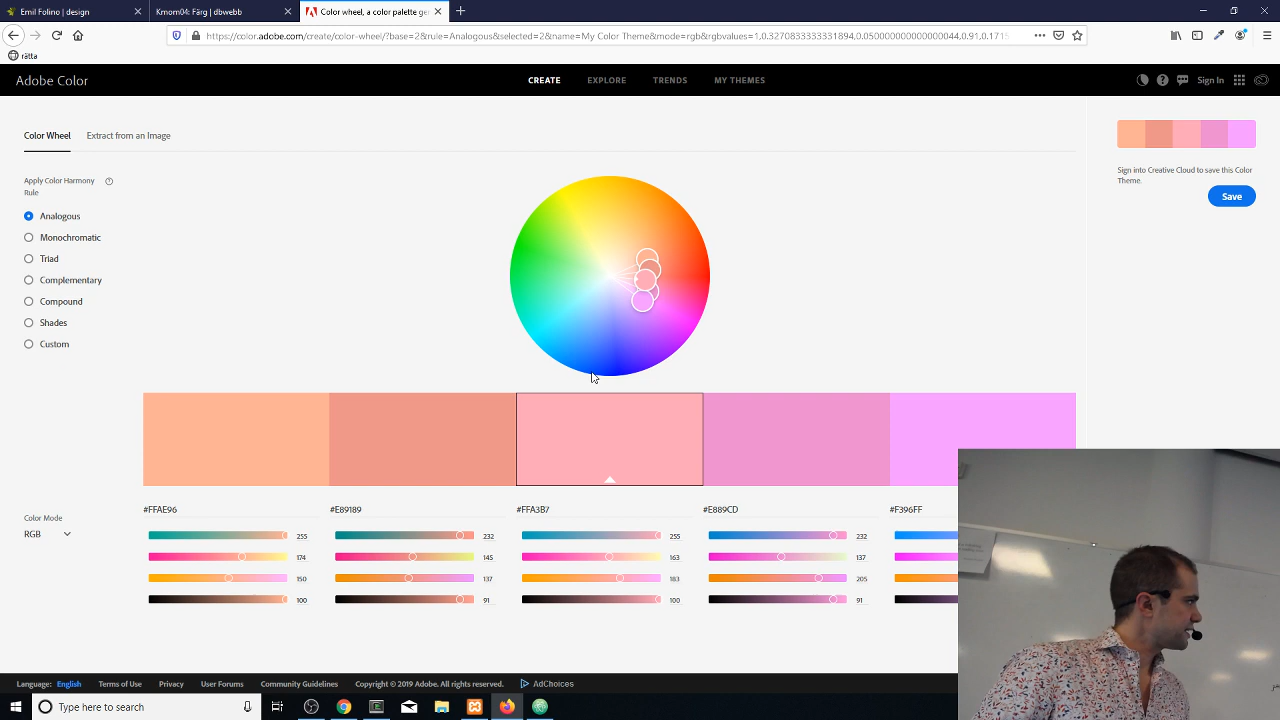 Emil Folino | design
Kmom04: Färg | dbwebb
Color wheel, a color palette ge
https://color.adobe.com/create/color-wheel/?base=2&rule=Analogous&selected=2&name=My Color Theme&mode=rgb&rgbvalues=1,0.327083333331894,0.050000000000000044,0.91,0.1715
rätta
Adobe Color
CREATE
EXPLORE
TRENDS
MY THEMES
Sign In
Color Wheel
Extract from an Image
Apply Color Harmony
Rule
Analogous
Monochromatic
Triad
Complementary
Compound
Shades
Custom
Sign into Creative Cloud to save this Color
Theme.
Save
#FFAE96
#E89189
#FFA3B7
#E889CD
#F396FF
Color Mode
RGB
255
232
255
232
174
145
163
137
150
137
183
205
100
91
100
91
Language: English
Terms of Use
Privacy
User Forums
Community Guidelines
Copyright © 2019 Adobe. All rights reserved.
AdChoices
Type here to search